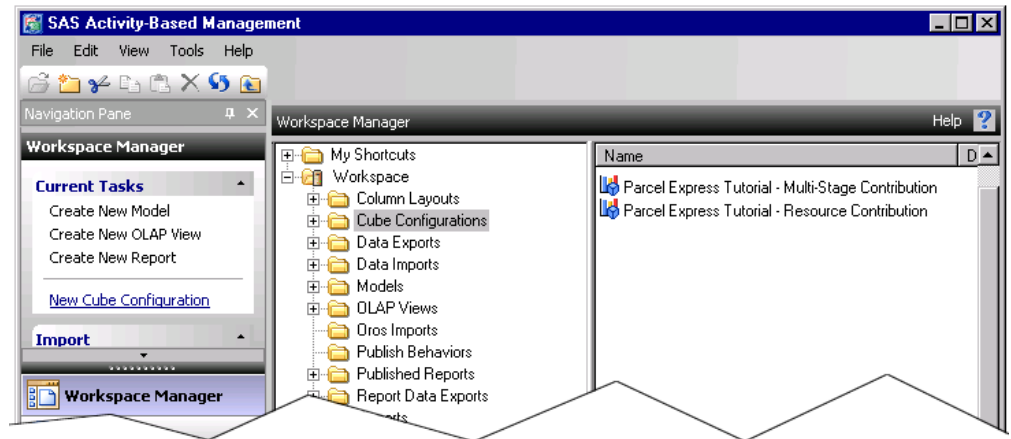 SAS Activity-Based Management
File Edit View Tools Help
Navigation Pane
Workspace Manager
Current Tasks
Create New Model
Create New OLAP View
Create New Report
New Cube Configuration
Import
Workspace Manager
Workspace Manager
Help ?
My Shortcuts
Workspace
Column Layouts
Cube Configurations
Data Exports
Data Imports
Models
OLAP Views
Oros Imports
Publish Behaviors
Published Reports
Report Data Exports
Name D
Parcel Express Tutorial - Multi-Stage Contribution
Parcel Express Tutorial - Resource Contribution